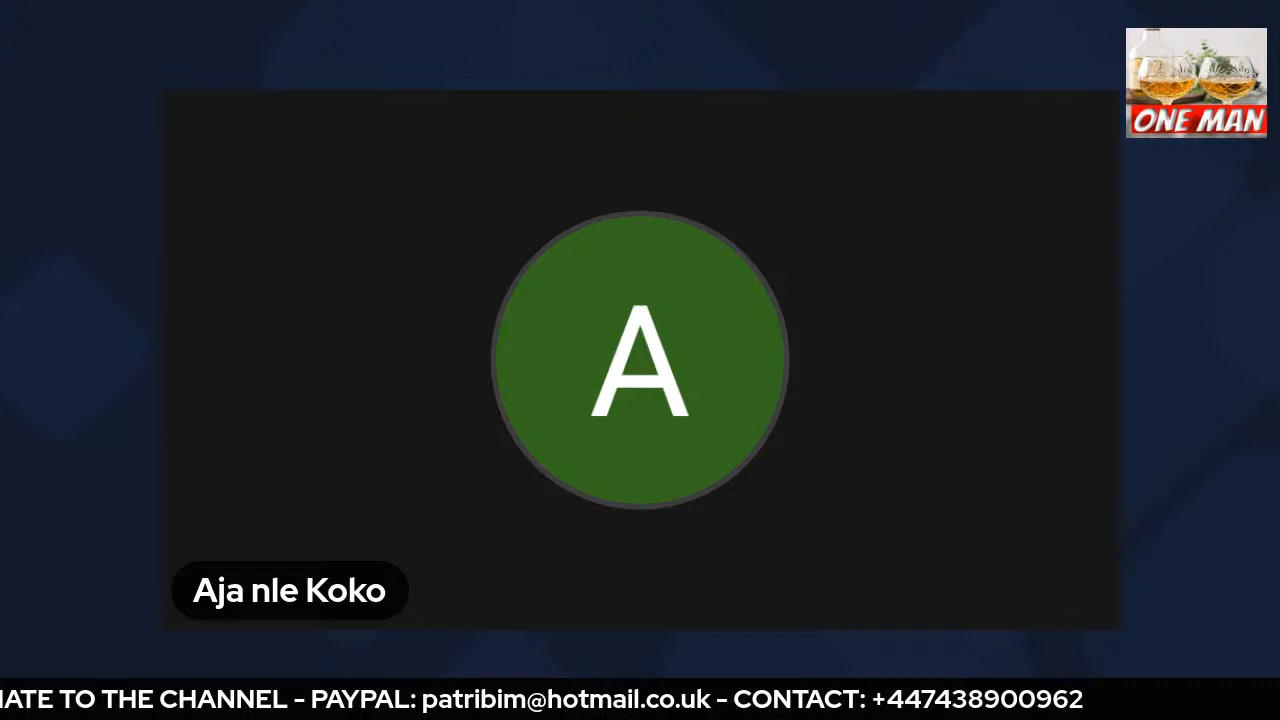 ONE MAN
A
Aja nle Koko
ATE TO THE CHANNEL - PAYPAL: patribim@hotmail.co.uk - CONTACT: +447438900962